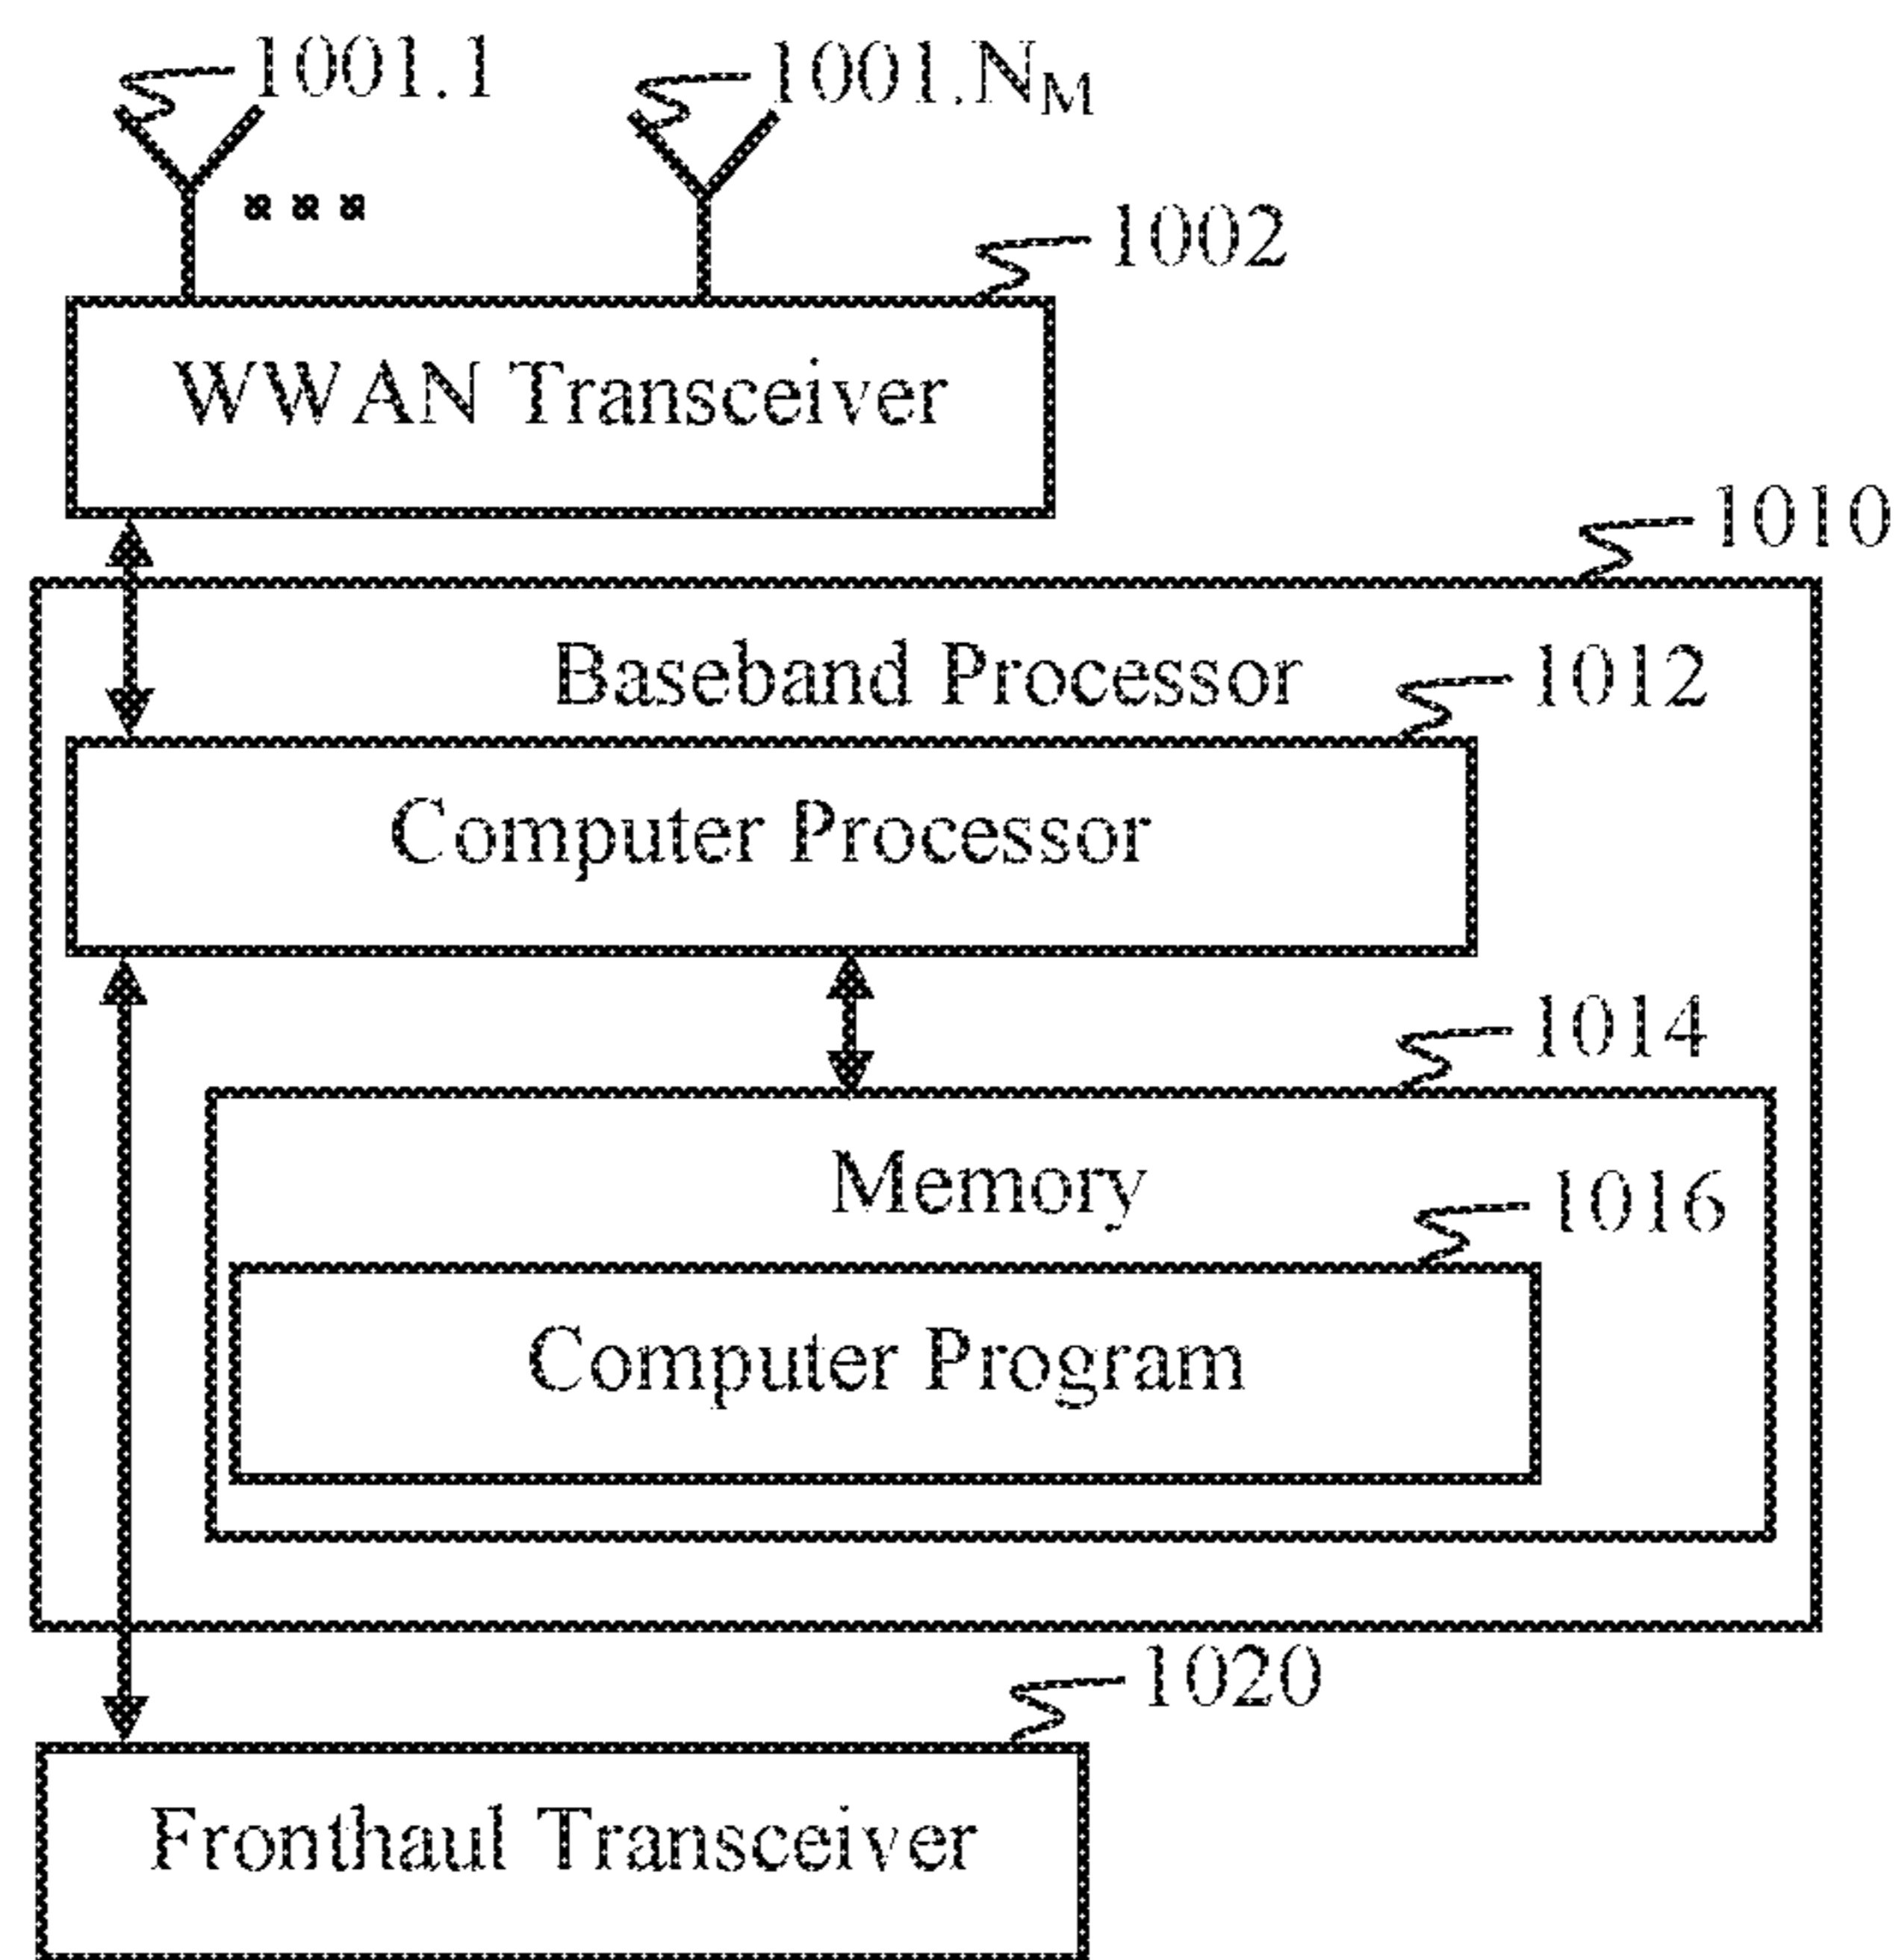 1001.1 1001.N_M
1002
WWAN Transceiver
1010
Baseband Processor
1012
Computer Processor
1014
Memory
1016
Computer Program
1020
Fronthaul Transceiver